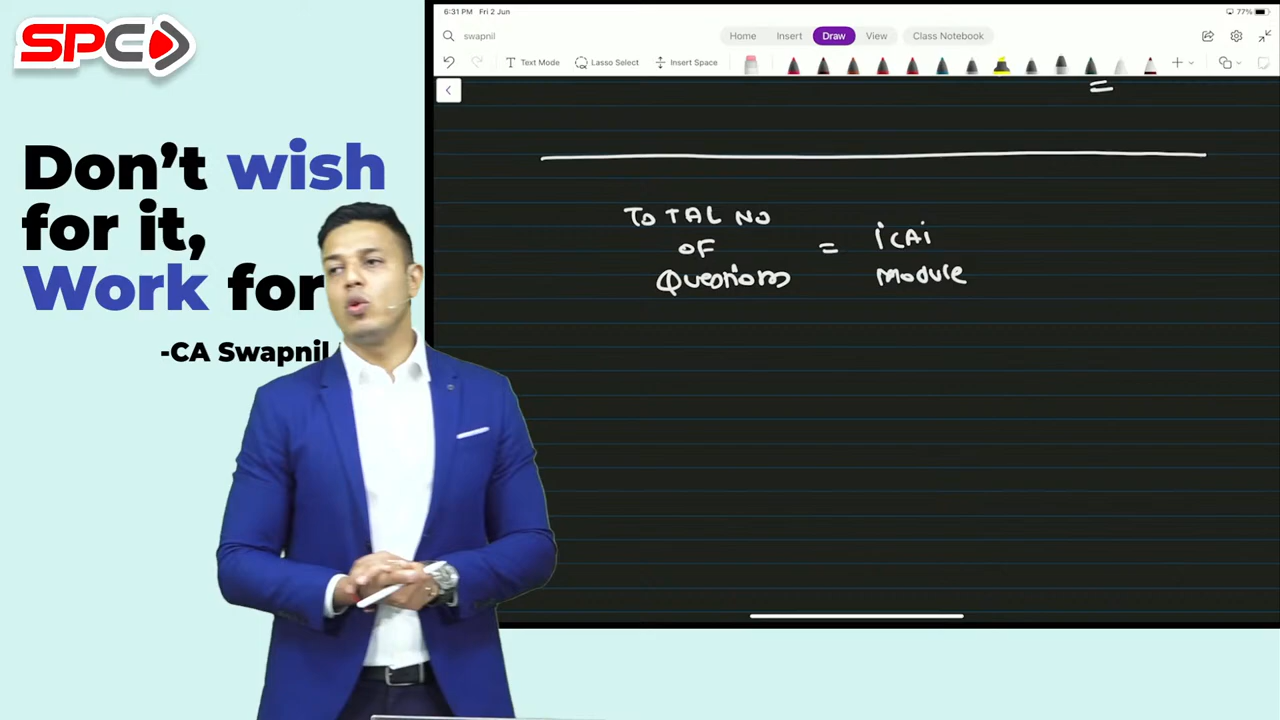 SPC
Don't wish
for it,
Work for
-CA Swapnil
6:31 PM Fri 2 Jun
77%
swapnil
Home Insert Draw View Class Notebook
Text Mode Lasso Select Insert Space
=
TOTAL NO
OF
Questions
=
iCAi
Module